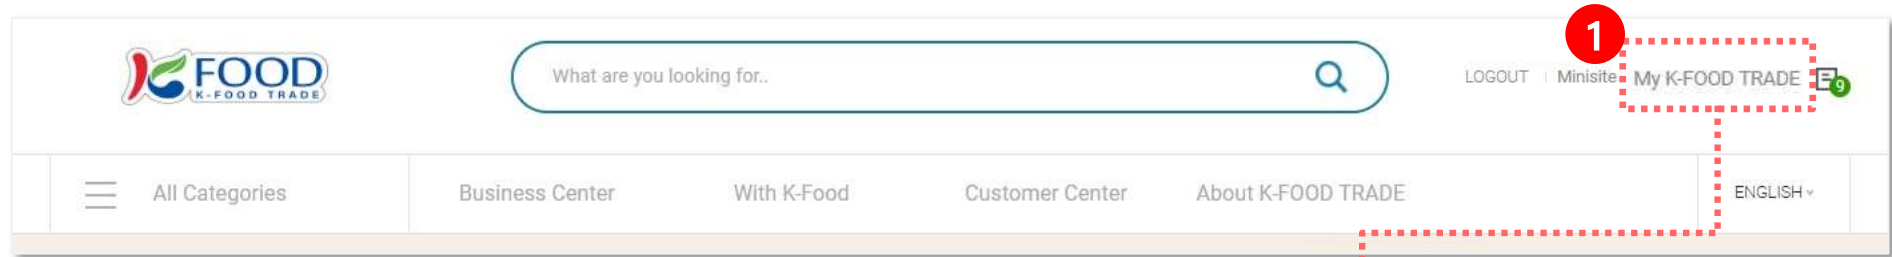 1
FOOD
K-FOOD TRADE
What are you looking for..
LOGOUT
Minisite
My K-FOOD TRADE
9
All Categories
Business Center
With K-Food
Customer Center
About K-FOOD TRADE
ENGLISH